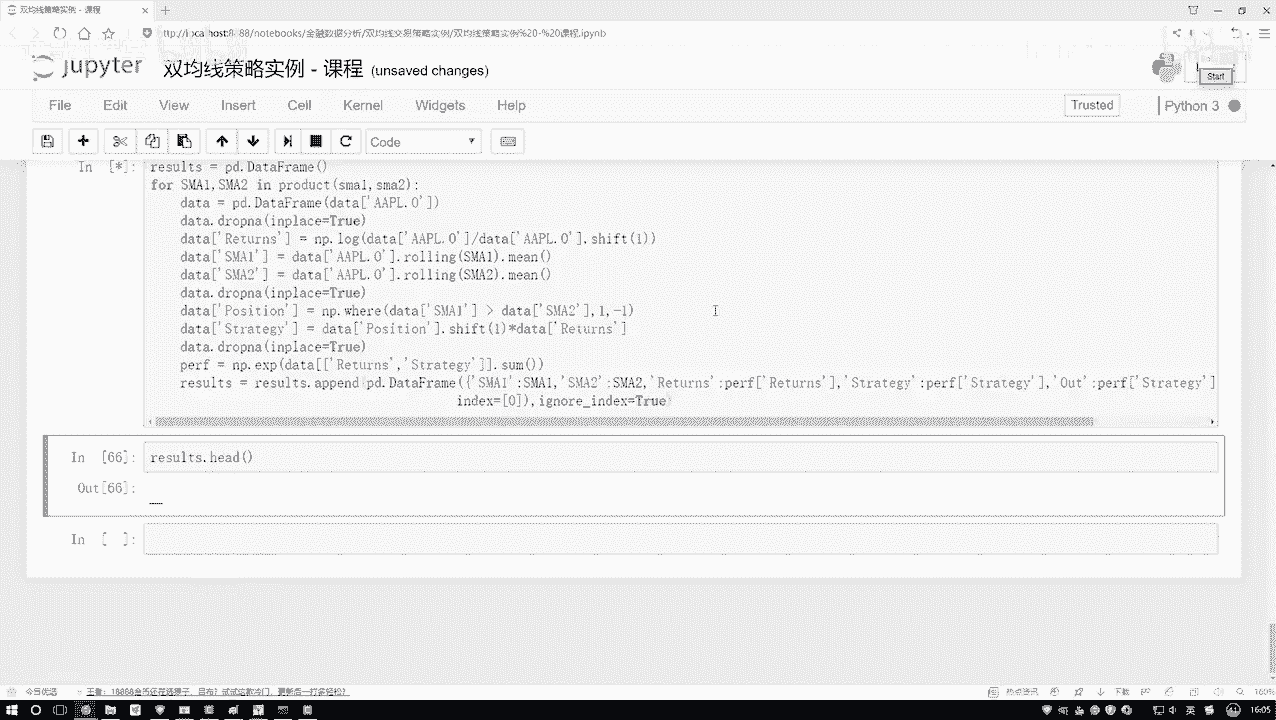 双均线策略实例 - 课程
ttp://localhost:8888/notebooks/金融数据分析/双均线交易策略实例/双均线策略实例%20-%20课程.ipynb
jupyter 双均线策略实例 - 课程 (unsaved changes)
Start
File Edit View Insert Cell Kernel Widgets Help Trusted Python 3
Code
In [*]: results = pd.DataFrame()
for SMA1,SMA2 in product(sma1,sma2):
data = pd.DataFrame(data['AAPL.O'])
data.dropna(inplace=True)
data['Returns'] = np.log(data['AAPL.O']/data['AAPL.O'].shift(1))
data['SMA1'] = data['AAPL.O'].rolling(SMA1).mean()
data['SMA2'] = data['AAPL.O'].rolling(SMA2).mean()
data.dropna(inplace=True)
data['Position'] = np.where(data['SMA1'] > data['SMA2'],1,-1)
data['Strategy'] = data['Position'].shift(1)*data['Returns']
data.dropna(inplace=True)
perf = np.exp(data[['Returns','Strategy']].sum())
results = results.append(pd.DataFrame({'SMA1':SMA1,'SMA2':SMA2,'Returns':perf['Returns'],'Strategy':perf['Strategy'],'Out':perf['Strategy']
index=[0]),ignore_index=True)
In [66]: results.head()
Out[66]:
In [ ]:
今日优选
热点资讯 下载 160%
英 16:05